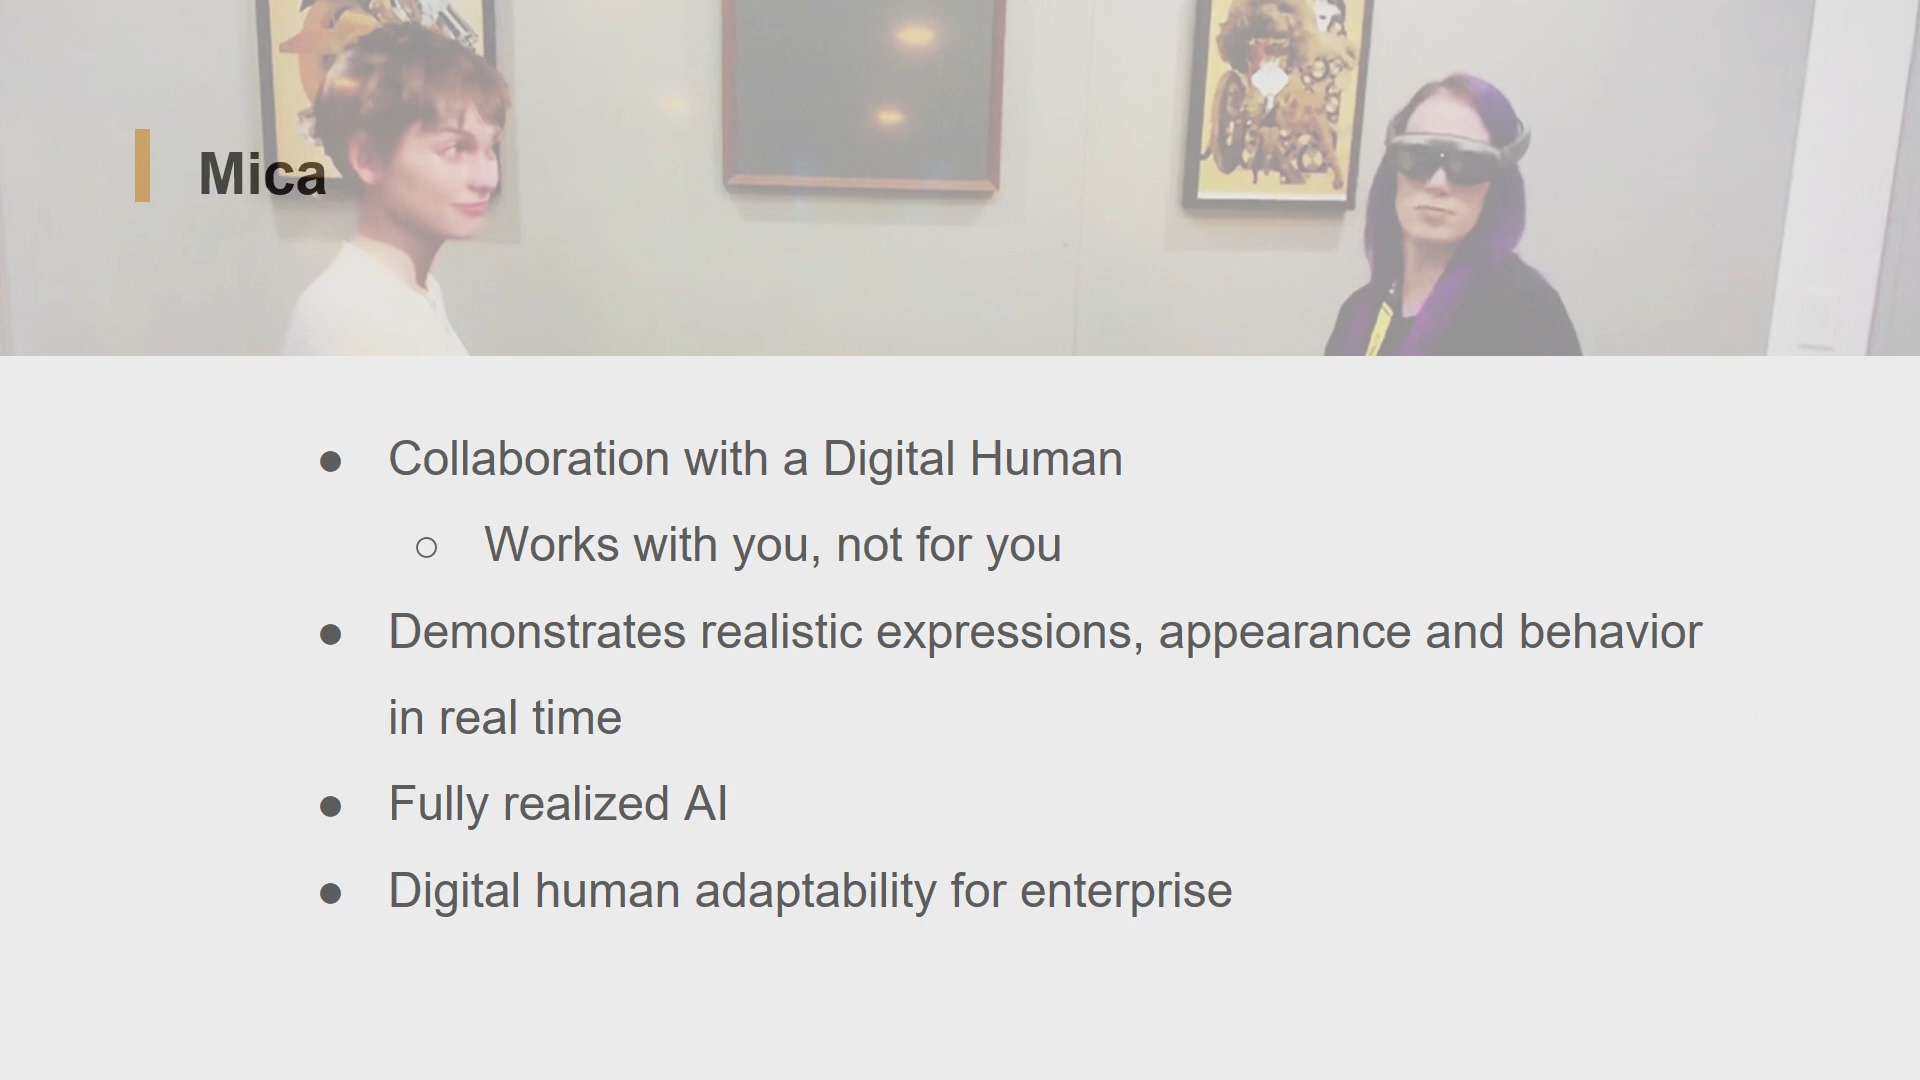 Mica
● Collaboration with a Digital Human
○ Works with you, not for you
● Demonstrates realistic expressions, appearance and behavior
in real time
● Fully realized AI
● Digital human adaptability for enterprise